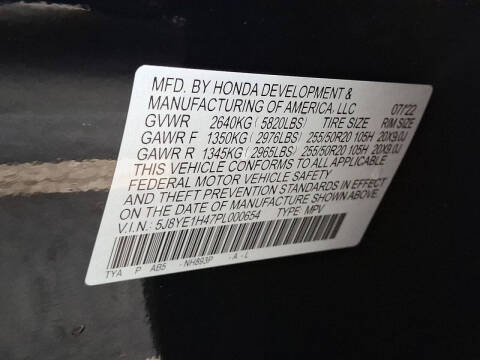 MFD. BY HONDA DEVELOPMENT &
MANUFACTURING OF AMERICA, LLC 07/22
GVWR 2640KG (5820LBS) TIRE SIZE RIM SIZE
GAWR F 1350KG (2976LBS) 255/50R20 105H 20X9.0J
GAWR R 1345KG (2965LBS) 255/50R20 105H 20X9.0J
THIS VEHICLE CONFORMS TO ALL APPLICABLE
FEDERAL MOTOR VEHICLE SAFETY
AND THEFT PREVENTION STANDARDS IN EFFECT
ON THE DATE OF MANUFACTURE SHOWN ABOVE.
V.I.N.: 5J8YE1H47PL000654 TYPE: MPV
TYA P AB5 -NH893P -A -L